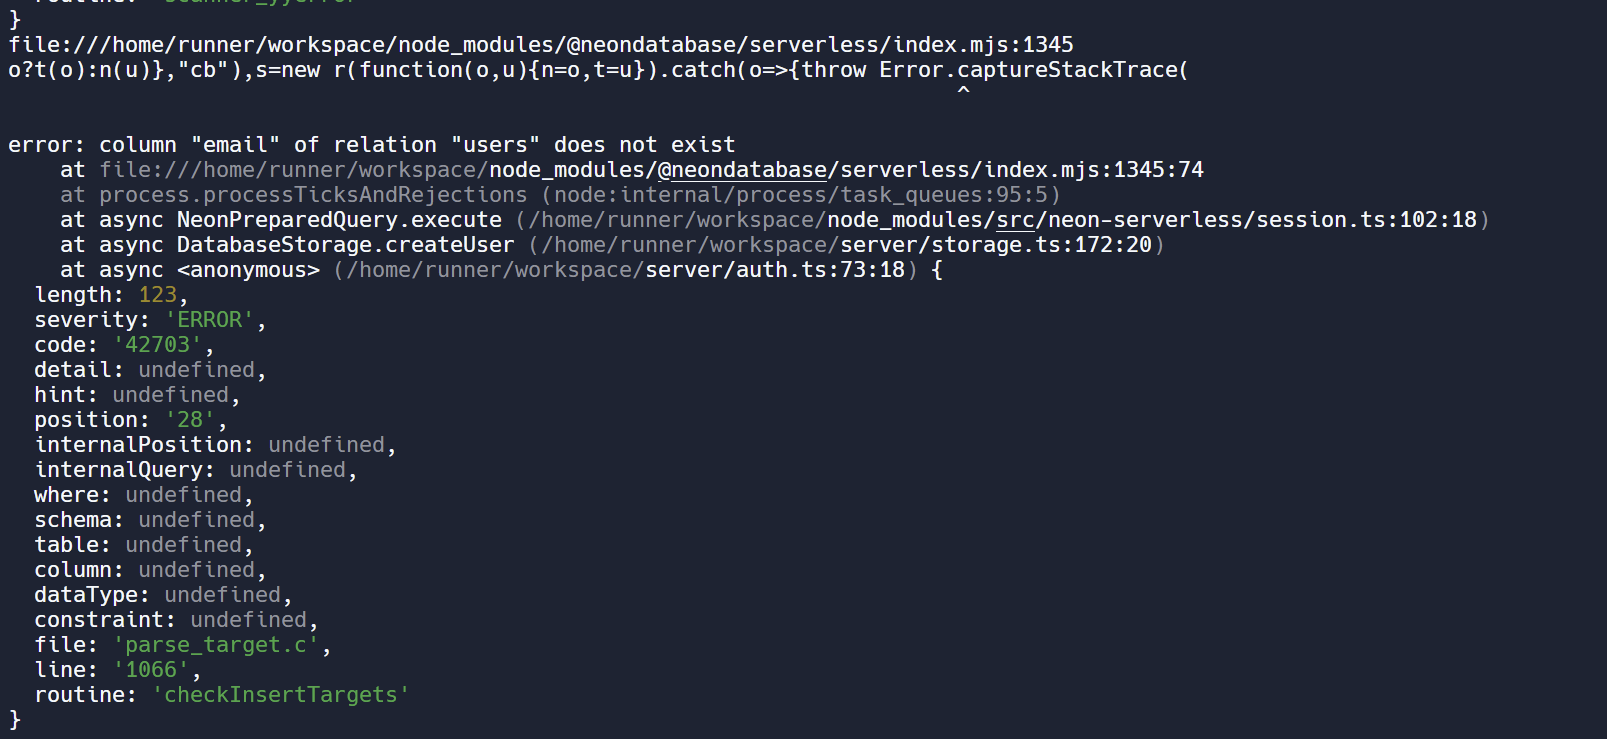 routine: 'scanner_yyerror'
}
file:///home/runner/workspace/node_modules/@neondatabase/serverless/index.mjs:1345
o?t(o):n(u)},"cb"),s=new r(function(o,u){n=o,t=u}).catch(o=>{throw Error.captureStackTrace(
^
error: column "email" of relation "users" does not exist
at file:///home/runner/workspace/node_modules/@neondatabase/serverless/index.mjs:1345:74
at process.processTicksAndRejections (node:internal/process/task_queues:95:5)
at async NeonPreparedQuery.execute (/home/runner/workspace/node_modules/src/neon-serverless/session.ts:102:18)
at async DatabaseStorage.createUser (/home/runner/workspace/server/storage.ts:172:20)
at async <anonymous> (/home/runner/workspace/server/auth.ts:73:18) {
length: 123,
severity: 'ERROR',
code: '42703',
detail: undefined,
hint: undefined,
position: '28',
internalPosition: undefined,
internalQuery: undefined,
where: undefined,
schema: undefined,
table: undefined,
column: undefined,
dataType: undefined,
constraint: undefined,
file: 'parse_target.c',
line: '1066',
routine: 'checkInsertTargets'
}